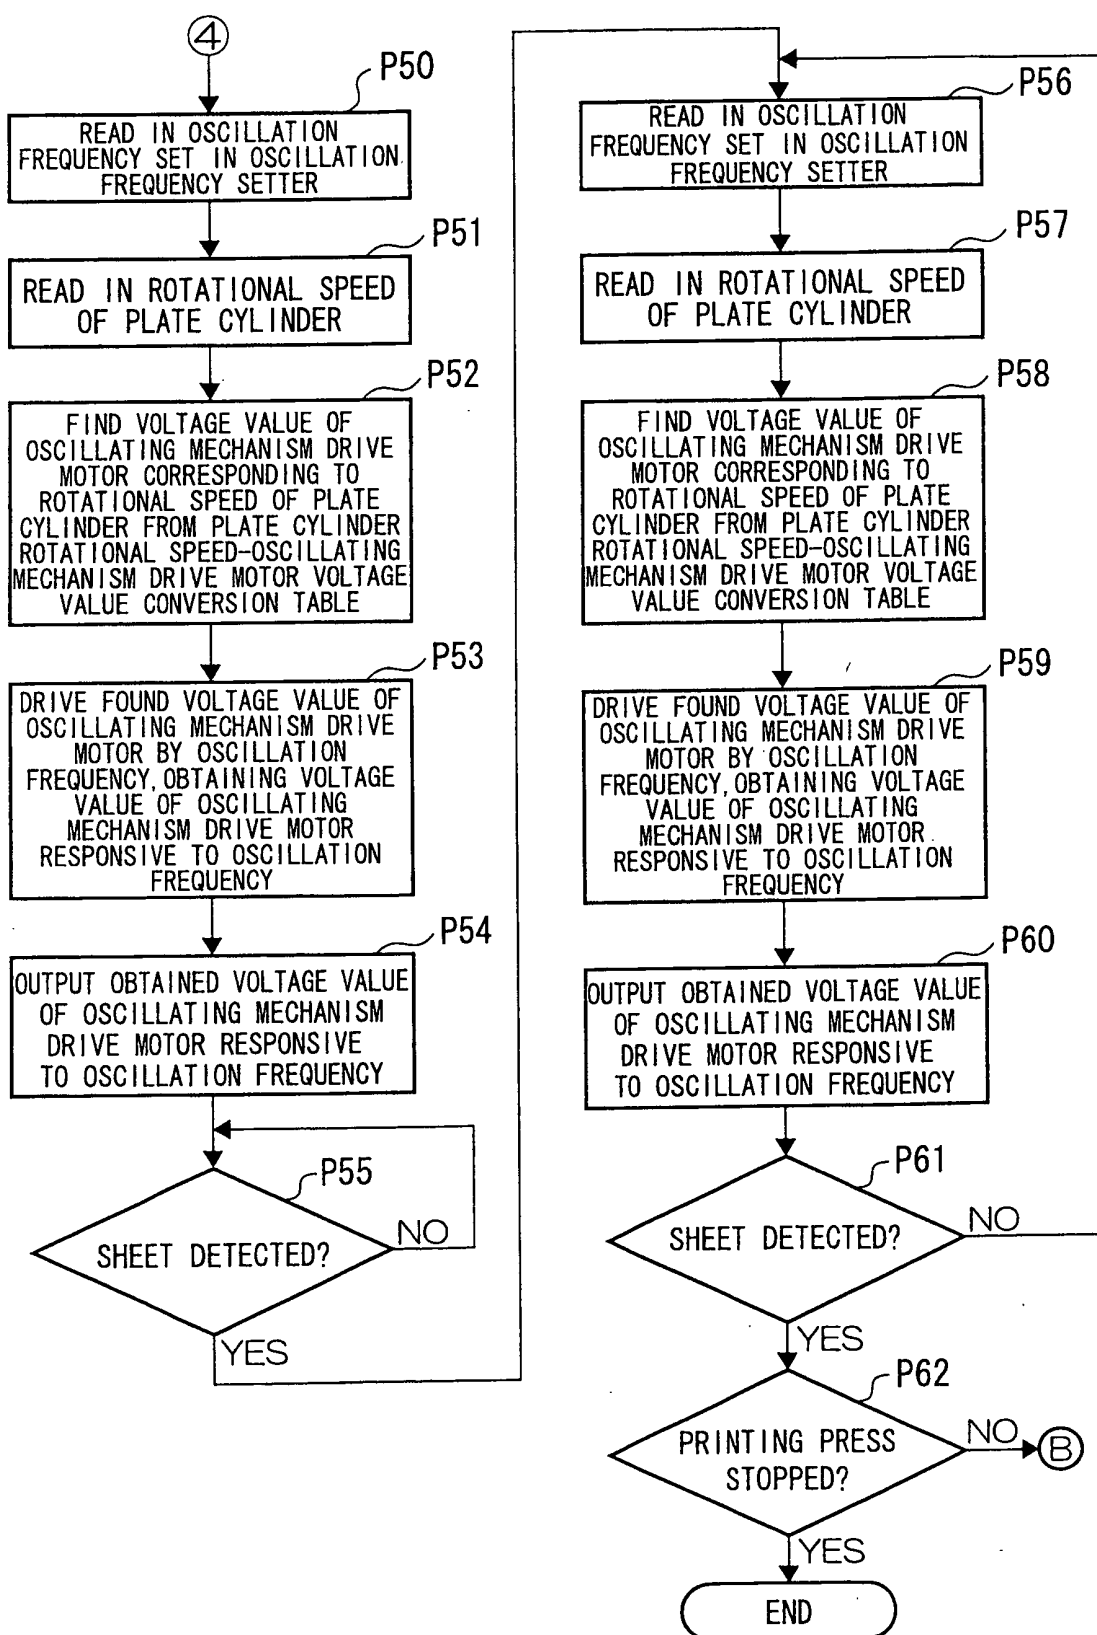 4
P50
READ IN OSCILLATION
FREQUENCY SET IN OSCILLATION
FREQUENCY SETTER
P51
READ IN ROTATIONAL SPEED
OF PLATE CYLINDER
P52
FIND VOLTAGE VALUE OF
OSCILLATING MECHANISM DRIVE
MOTOR CORRESPONDING TO
ROTATIONAL SPEED OF PLATE
CYLINDER FROM PLATE CYLINDER
ROTATIONAL SPEED-OSCILLATING
MECHANISM DRIVE MOTOR VOLTAGE
VALUE CONVERSION TABLE
P53
DRIVE FOUND VOLTAGE VALUE OF
OSCILLATING MECHANISM DRIVE
MOTOR BY OSCILLATION
FREQUENCY, OBTAINING VOLTAGE
VALUE OF OSCILLATING
MECHANISM DRIVE MOTOR
RESPONSIVE TO OSCILLATION
FREQUENCY
P54
OUTPUT OBTAINED VOLTAGE VALUE
OF OSCILLATING MECHANISM
DRIVE MOTOR RESPONSIVE
TO OSCILLATION FREQUENCY
P55
SHEET DETECTED?
NO
YES
P56
READ IN OSCILLATION
FREQUENCY SET IN OSCILLATION
FREQUENCY SETTER
P57
READ IN ROTATIONAL SPEED
OF PLATE CYLINDER
P58
FIND VOLTAGE VALUE OF
OSCILLATING MECHANISM DRIVE
MOTOR CORRESPONDING TO
ROTATIONAL SPEED OF PLATE
CYLINDER FROM PLATE CYLINDER
ROTATIONAL SPEED-OSCILLATING
MECHANISM DRIVE MOTOR VOLTAGE
VALUE CONVERSION TABLE
P59
DRIVE FOUND VOLTAGE VALUE OF
OSCILLATING MECHANISM DRIVE
MOTOR BY OSCILLATION
FREQUENCY, OBTAINING VOLTAGE
VALUE OF OSCILLATING
MECHANISM DRIVE MOTOR
RESPONSIVE TO OSCILLATION
FREQUENCY
P60
OUTPUT OBTAINED VOLTAGE VALUE
OF OSCILLATING MECHANISM
DRIVE MOTOR RESPONSIVE
TO OSCILLATION FREQUENCY
P61
SHEET DETECTED?
NO
YES
P62
PRINTING PRESS
STOPPED?
NO
B
YES
END